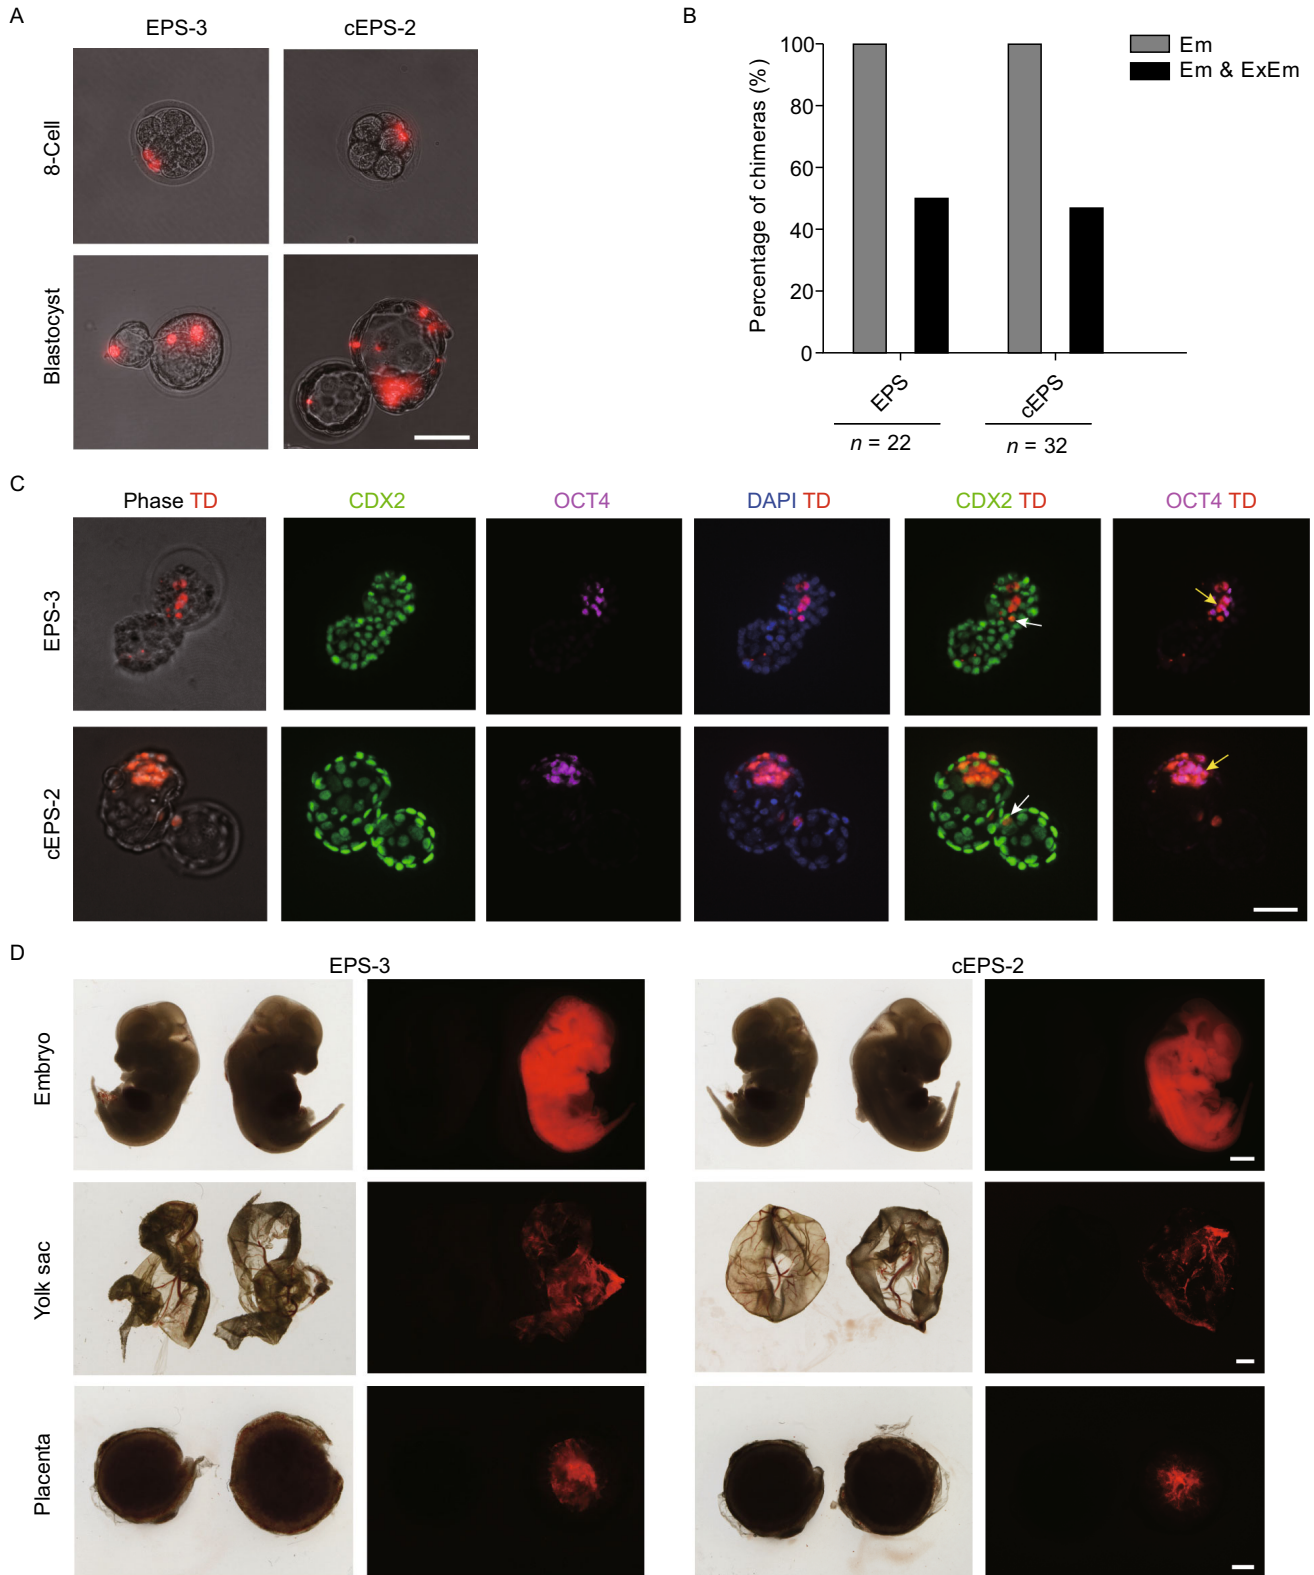 A
EPS-3 cEPS-2
8-Cell
Blastocyst
B
Percentage of chimeras (%)
100
80
60
40
20
0
Em
Em & ExEm
EPS cEPS
n = 22 n = 32
C
Phase TD CDX2 OCT4 DAPI TD CDX2 TD OCT4 TD
EPS-3
cEPS-2
D
EPS-3 cEPS-2
Embryo
Yolk sac
Placenta